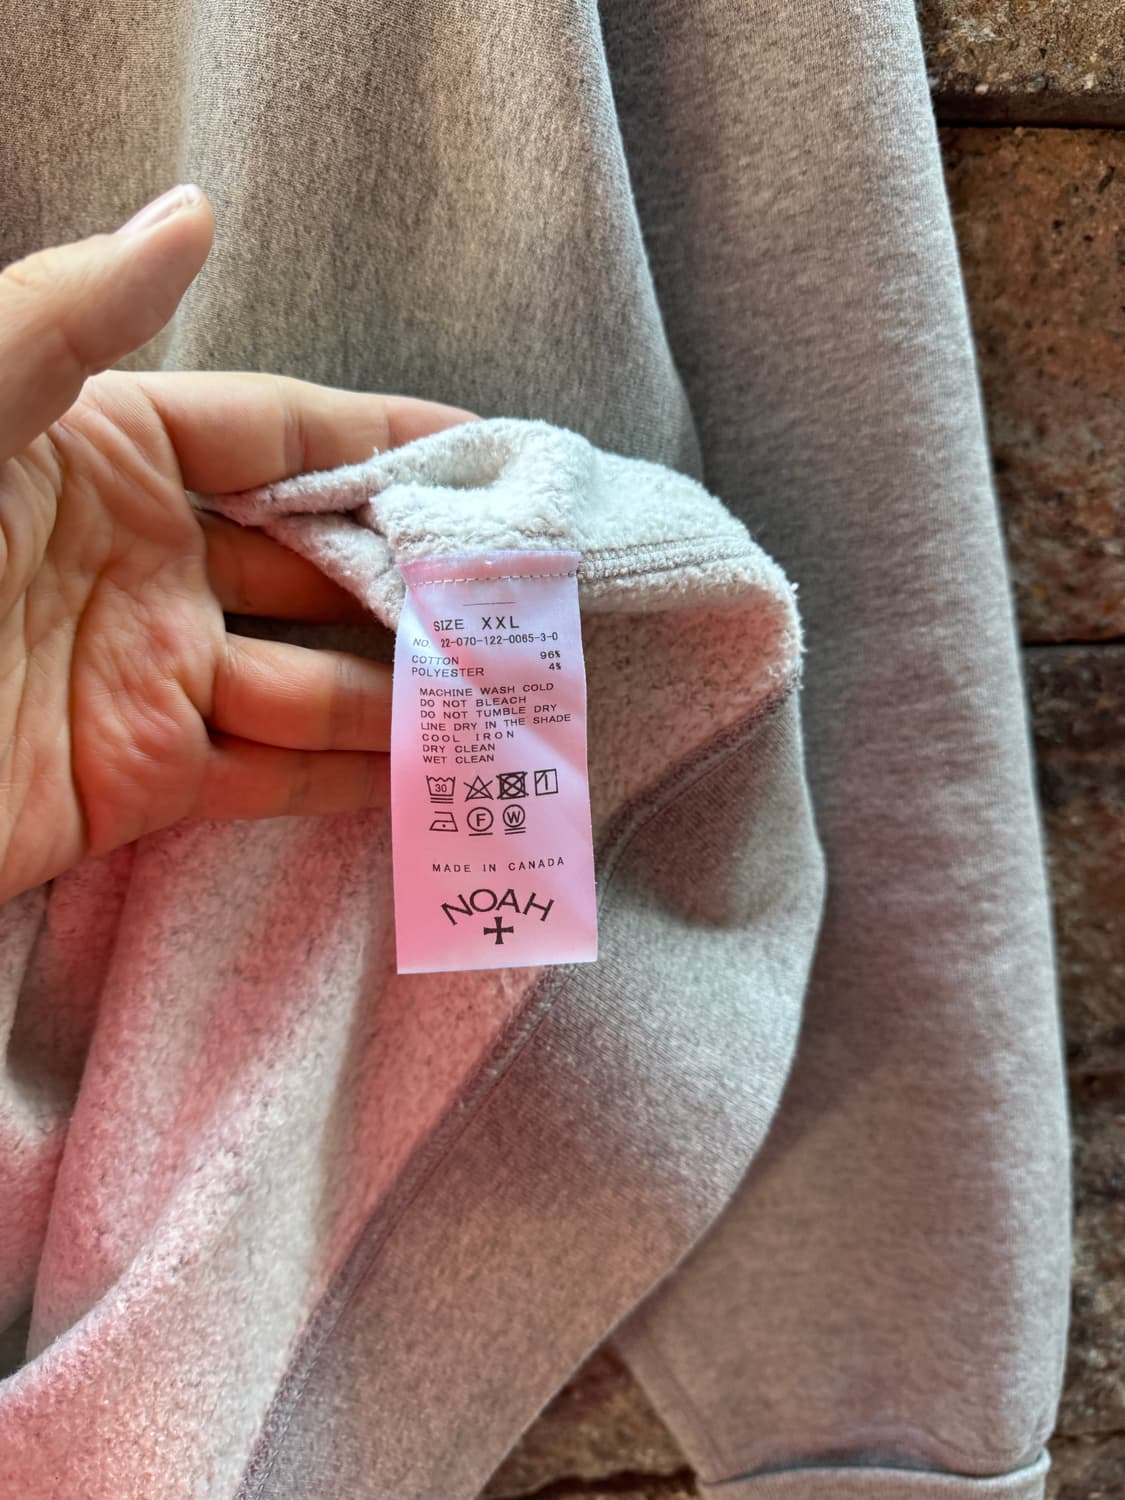 SIZE XXL
NO 22-070-122-0065-3-0
COTTON 96%
POLYESTER 4%
MACHINE WASH COLD
DO NOT BLEACH
DO NOT TUMBLE DRY
LINE DRY IN THE SHADE
COOL IRON
DRY CLEAN
WET CLEAN
30
F W
MADE IN CANADA
NOAH